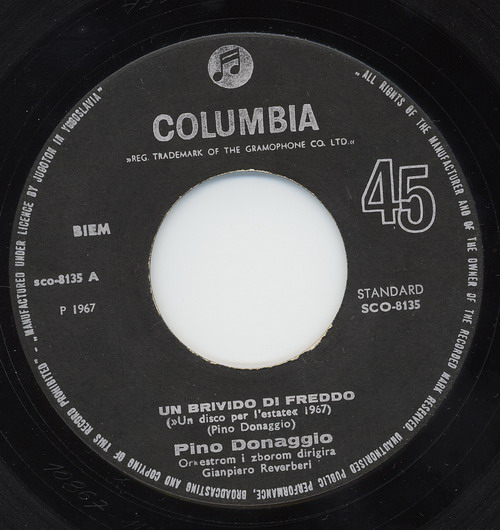 COLUMBIA
»REG. TRADEMARK OF THE GRAMOPHONE CO. LTD.«
45
BIEM
sco-8135 A
P 1967
STANDARD
SCO-8135
UN BRIVIDO DI FREDDO
(»Un disco per l'estate« 1967)
(Pino Donaggio)
Pino Donaggio
Orkestrom i zborom dirigira
Gianpiero Reverberi
"MANUFACTURED UNDER LICENCE BY JUGOTON IN YUGOSLAVIA"
"ALL RIGHTS OF THE MANUFACTURER AND OF THE OWNER OF THE RECORDED WORK RESERVED. UNAUTHORISED PUBLIC PERFORMANCE, BROADCASTING AND COPYING OF THIS RECORD PROHIBITED"